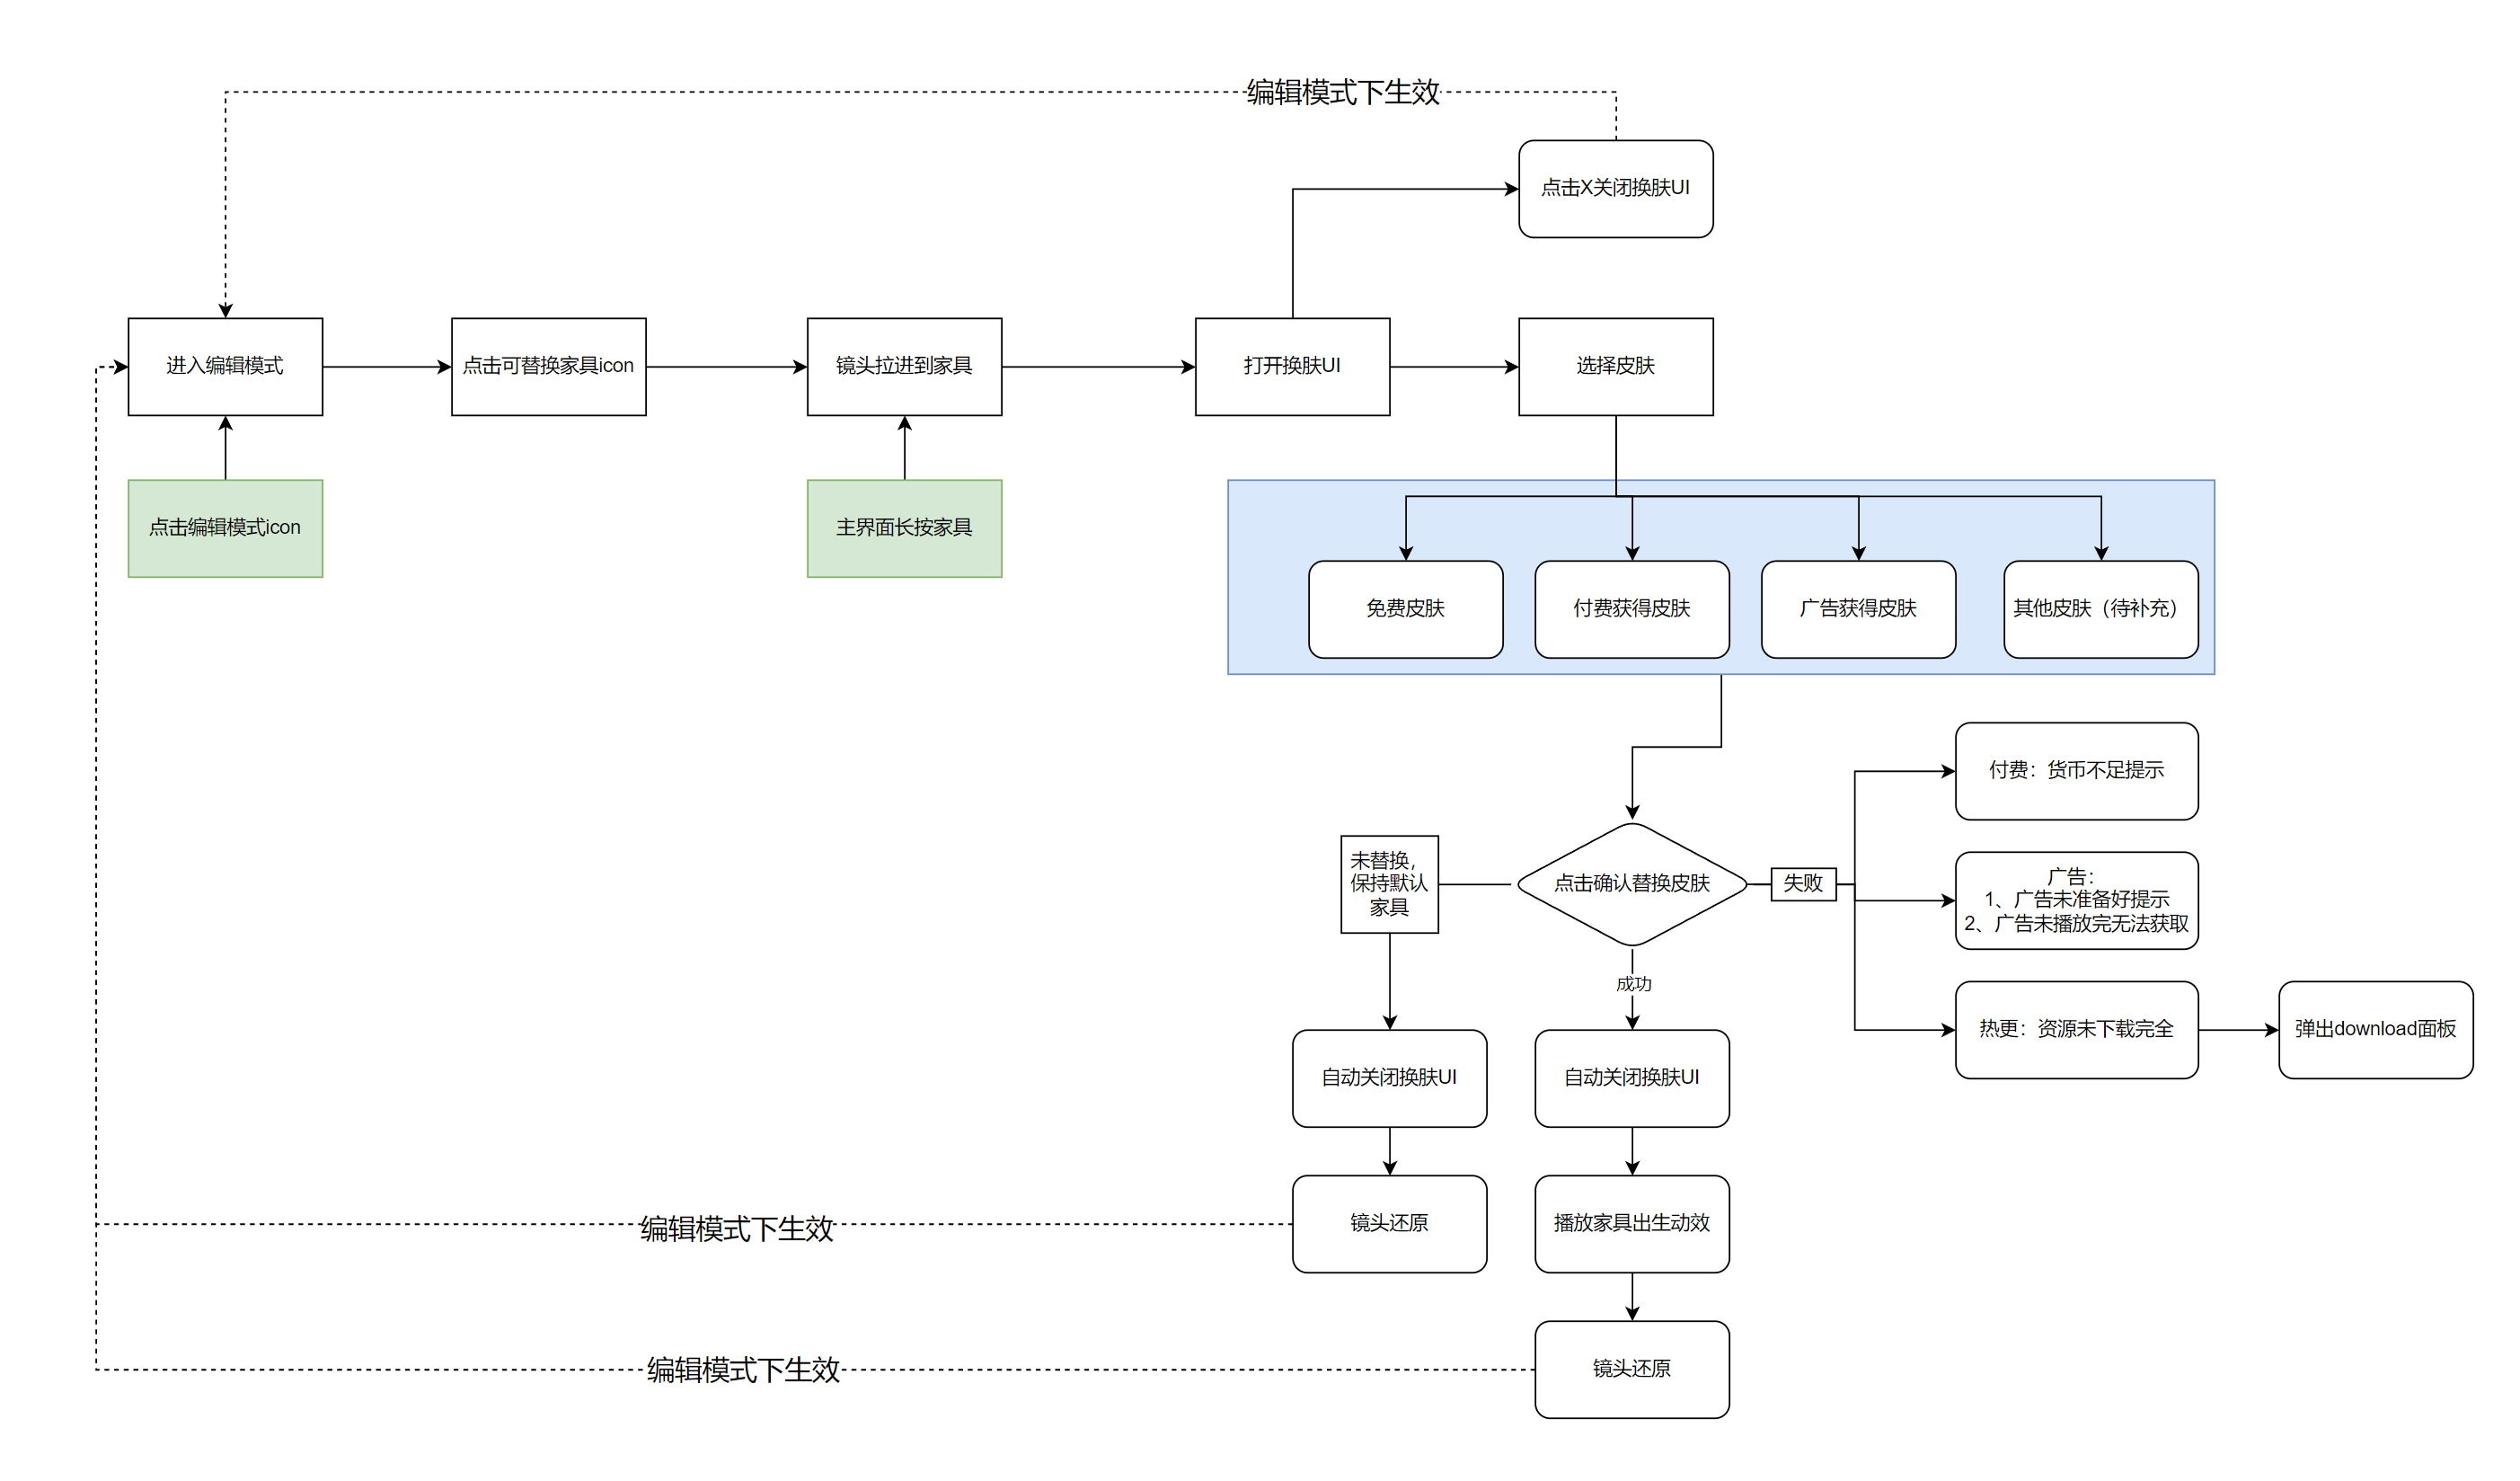 编辑模式下生效
点击X关闭换肤UI
进入编辑模式
点击可替换家具icon
镜头拉进到家具
打开换肤UI
选择皮肤
点击编辑模式icon
主界面长按家具
免费皮肤
付费获得皮肤
广告获得皮肤
其他皮肤（待补充）
付费：货币不足提示
未替换，
保持默认
家具
点击确认替换皮肤
失败
广告：
1、广告未准备好提示
2、广告未播放完无法获取
成功
热更：资源未下载完全
弹出download面板
自动关闭换肤UI
自动关闭换肤UI
编辑模式下生效
镜头还原
播放家具出生动效
编辑模式下生效
镜头还原